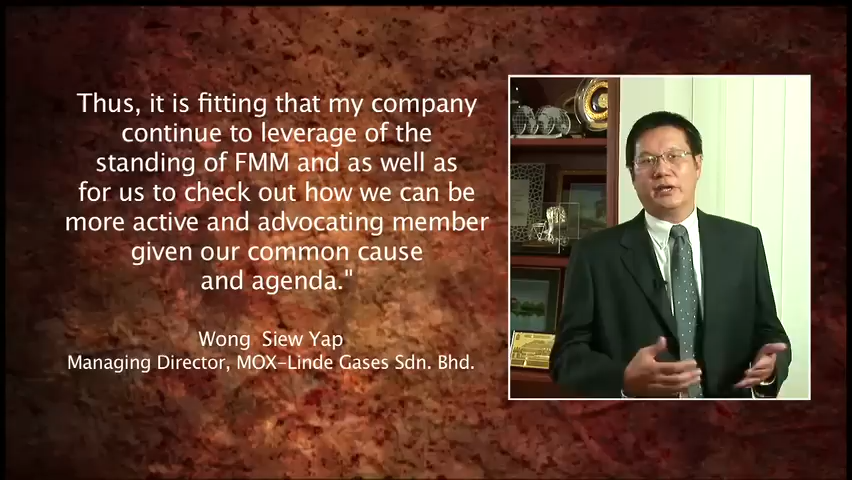 Thus, it is fitting that my company
continue to leverage of the
standing of FMM and as well as
for us to check out how we can be
more active and advocating member
given our common cause
and agenda."
Wong Siew Yap
Managing Director, MOX-Linde Gases Sdn. Bhd.